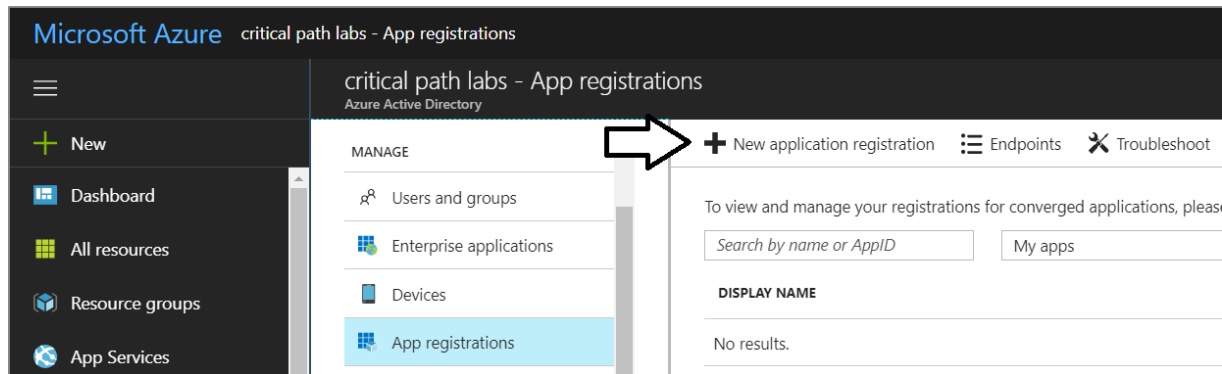 Microsoft Azure critical path labs - App registrations
critical path labs - App registrations
Azure Active Directory
New
Dashboard
All resources
Resource groups
App Services
MANAGE
Users and groups
Enterprise applications
Devices
App registrations
New application registration Endpoints Troubleshoot
To view and manage your registrations for converged applications, please
Search by name or AppID My apps
DISPLAY NAME
No results.